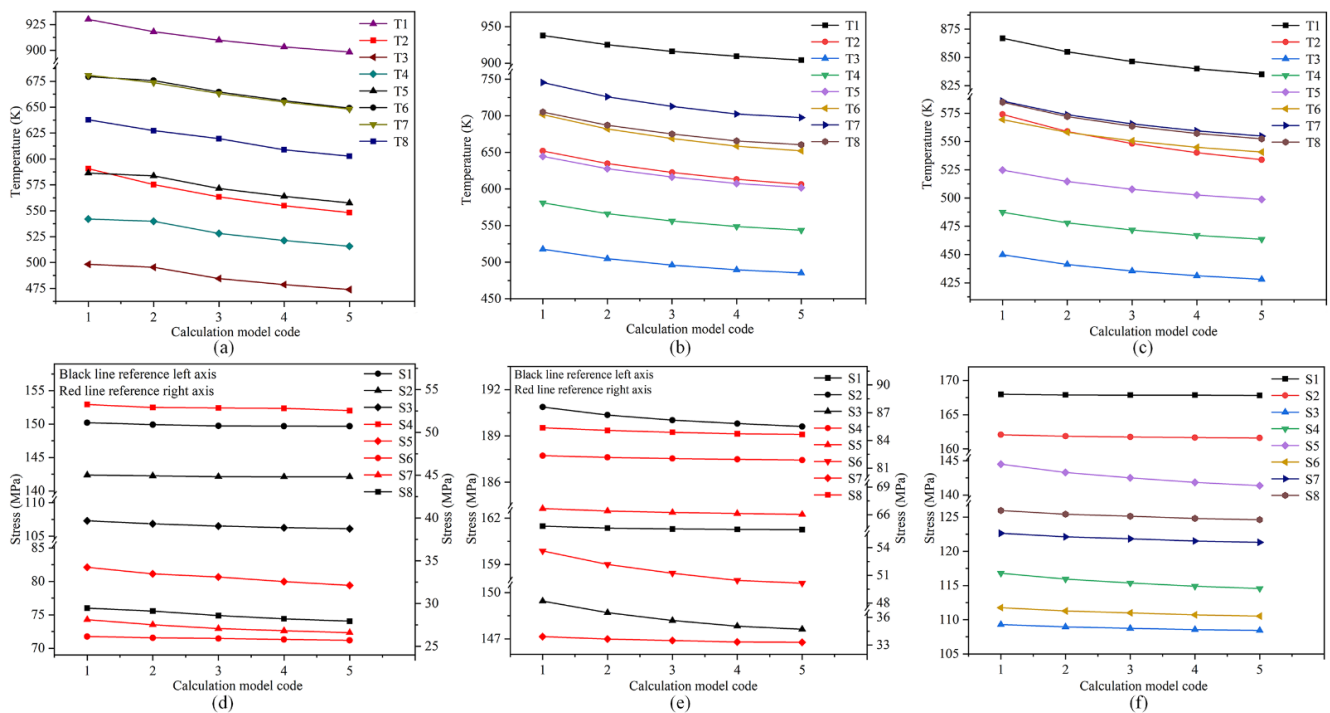 925
900
675
650
625
600
575
550
525
500
475
Temperature (K)
1 2 3 4 5
Calculation model code
T1
T2
T3
T4
T5
T6
T7
T8
(a)
950
900
750
700
650
600
550
500
450
Temperature (K)
1 2 3 4 5
Calculation model code
T1
T2
T3
T4
T5
T6
T7
T8
(b)
875
850
825
575
550
525
500
475
450
425
Temperature (K)
1 2 3 4 5
Calculation model code
T1
T2
T3
T4
T5
T6
T7
T8
(c)
Black line reference left axis
Red line reference right axis
155
150
145
140
110
105
85
80
75
70
Stress (MPa)
55
50
45
40
35
30
25
Stress (MPa)
1 2 3 4 5
Calculation model code
S1
S2
S3
S4
S5
S6
S7
S8
(d)
Black line reference left axis
Red line reference right axis
192
189
186
162
159
150
147
Stress (MPa)
90
87
84
81
69
66
54
51
48
36
33
Stress (MPa)
1 2 3 4 5
Calculation model code
S1
S2
S3
S4
S5
S6
S7
S8
(e)
170
165
160
145
140
125
120
115
110
105
Stress (MPa)
1 2 3 4 5
Calculation model code
S1
S2
S3
S4
S5
S6
S7
S8
(f)